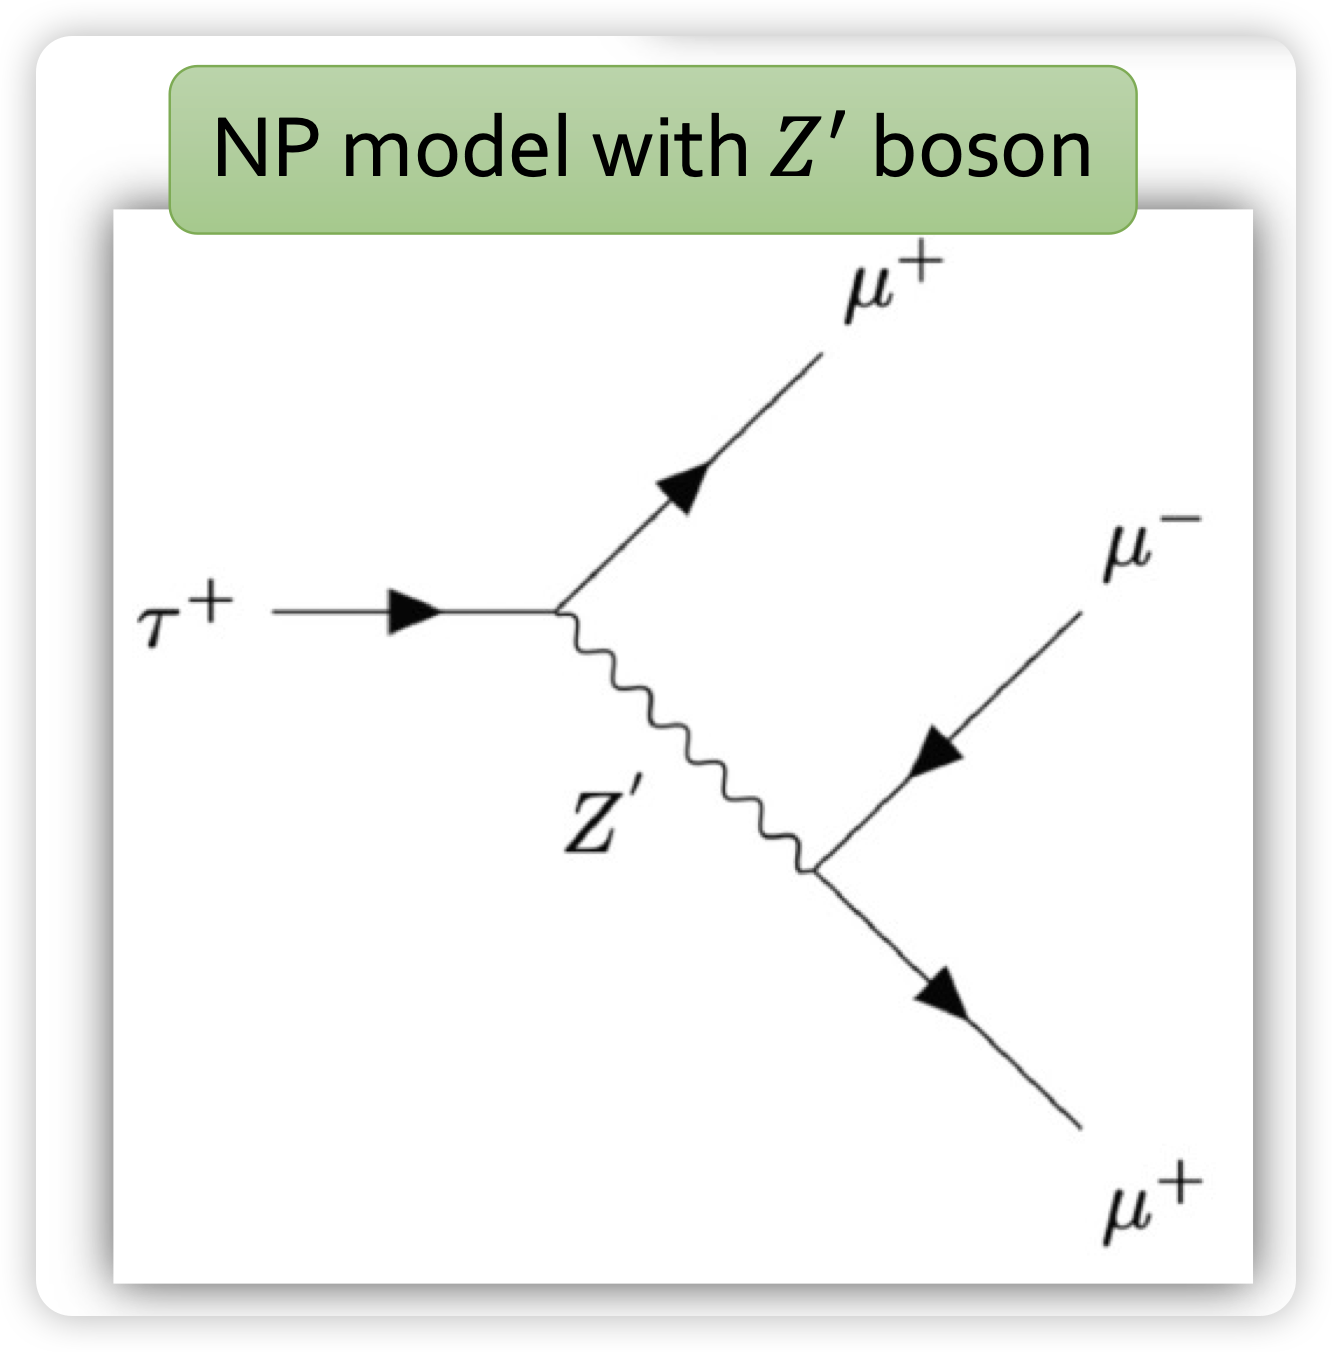 NP model with Z′ boson
μ⁺
μ⁻
τ⁺
Z′
μ⁺